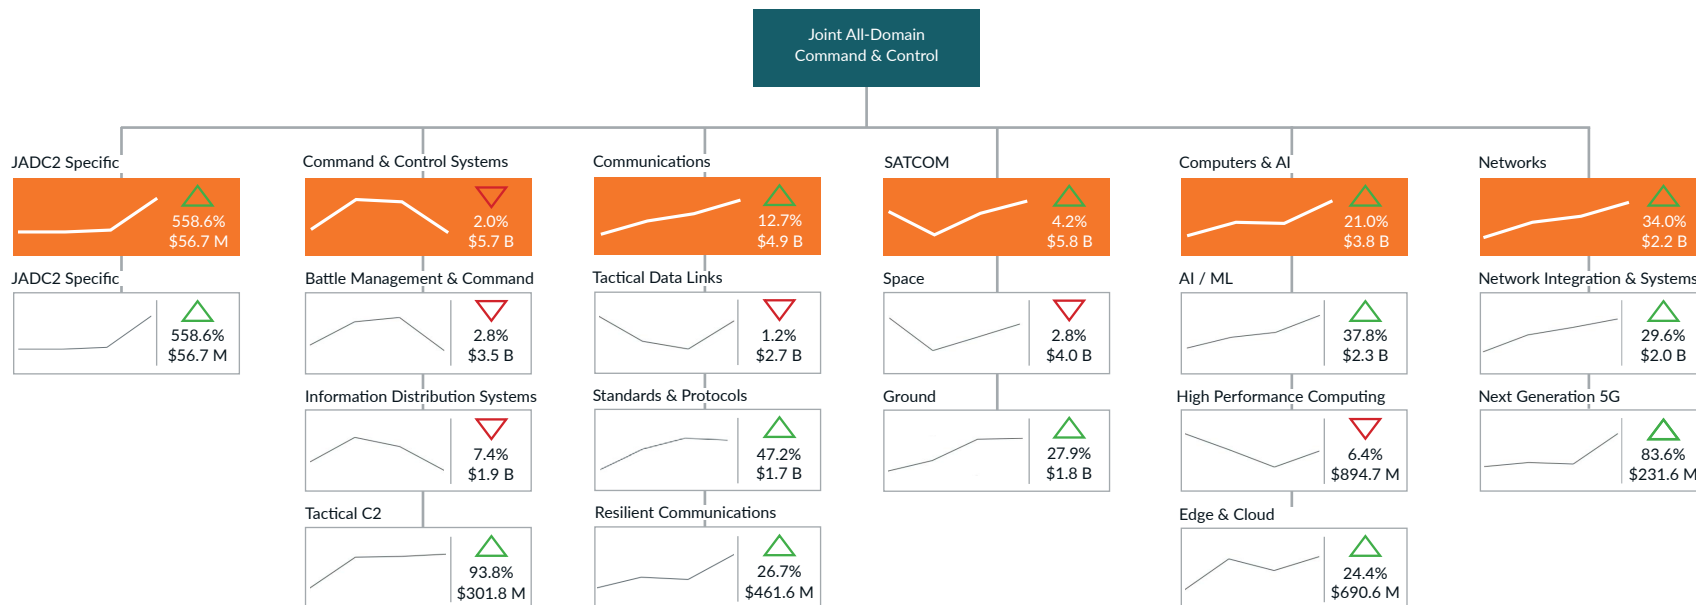 Joint All-Domain
Command & Control
JADC2 Specific
558.6%
$56.7 M
JADC2 Specific
558.6%
$56.7 M
Command & Control Systems
2.0%
$5.7 B
Battle Management & Command
2.8%
$3.5 B
Information Distribution Systems
7.4%
$1.9 B
Tactical C2
93.8%
$301.8 M
Communications
12.7%
$4.9 B
Tactical Data Links
1.2%
$2.7 B
Standards & Protocols
47.2%
$1.7 B
Resilient Communications
26.7%
$461.6 M
SATCOM
4.2%
$5.8 B
Space
2.8%
$4.0 B
Ground
27.9%
$1.8 B
Computers & AI
21.0%
$3.8 B
AI / ML
37.8%
$2.3 B
High Performance Computing
6.4%
$894.7 M
Edge & Cloud
24.4%
$690.6 M
Networks
34.0%
$2.2 B
Network Integration & Systems
29.6%
$2.0 B
Next Generation 5G
83.6%
$231.6 M